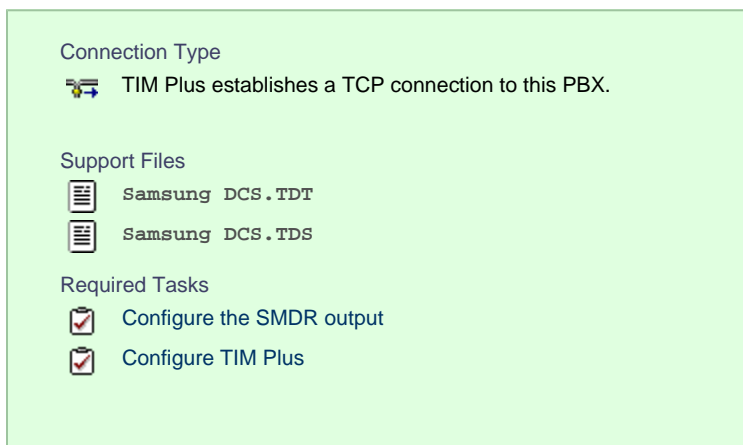 Connection Type
TIM Plus establishes a TCP connection to this PBX.
Support Files
Samsung DCS.TDT
Samsung DCS.TDS
Required Tasks
Configure the SMDR output
Configure TIM Plus